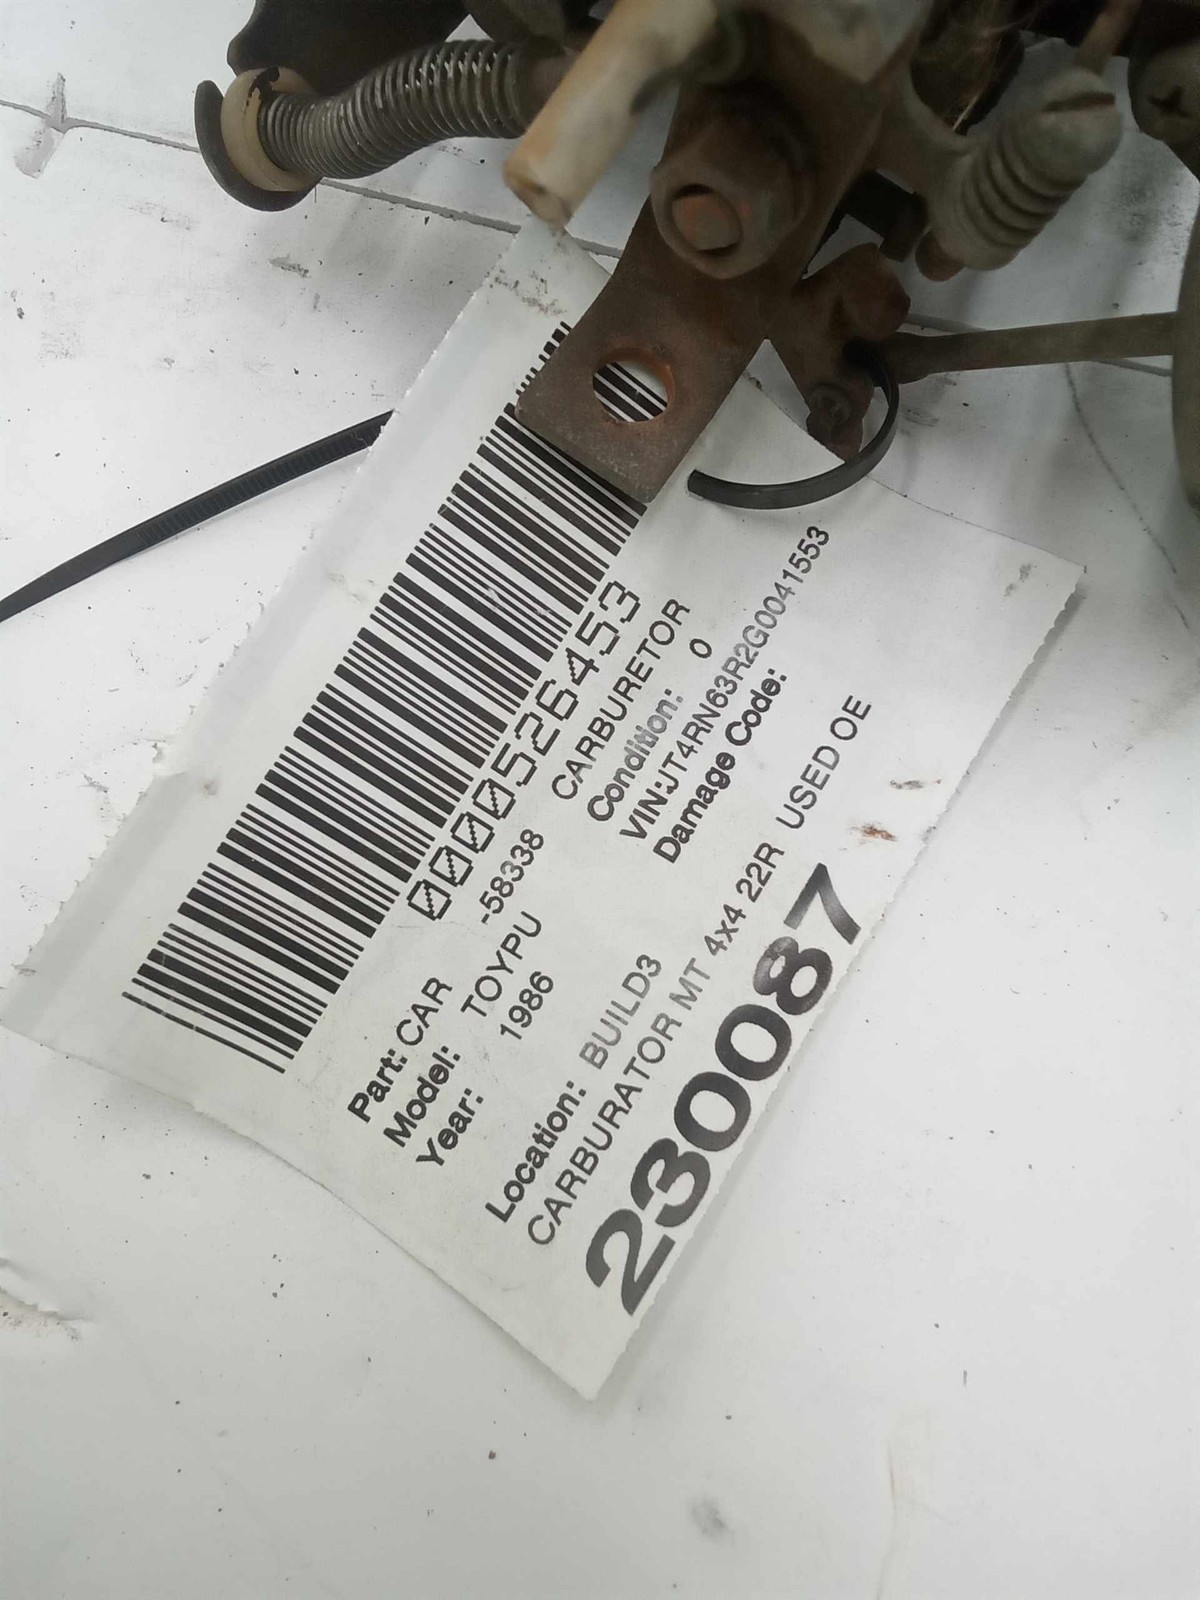 0000526453
Part: CAR -58338 CARBURETOR
Model: TOYPU Condition: 0
Year: 1986 VIN:JT4RN63R2G0041553
Damage Code:
Location: BUILD3
CARBURATOR MT 4x4 22R USED OE
230087